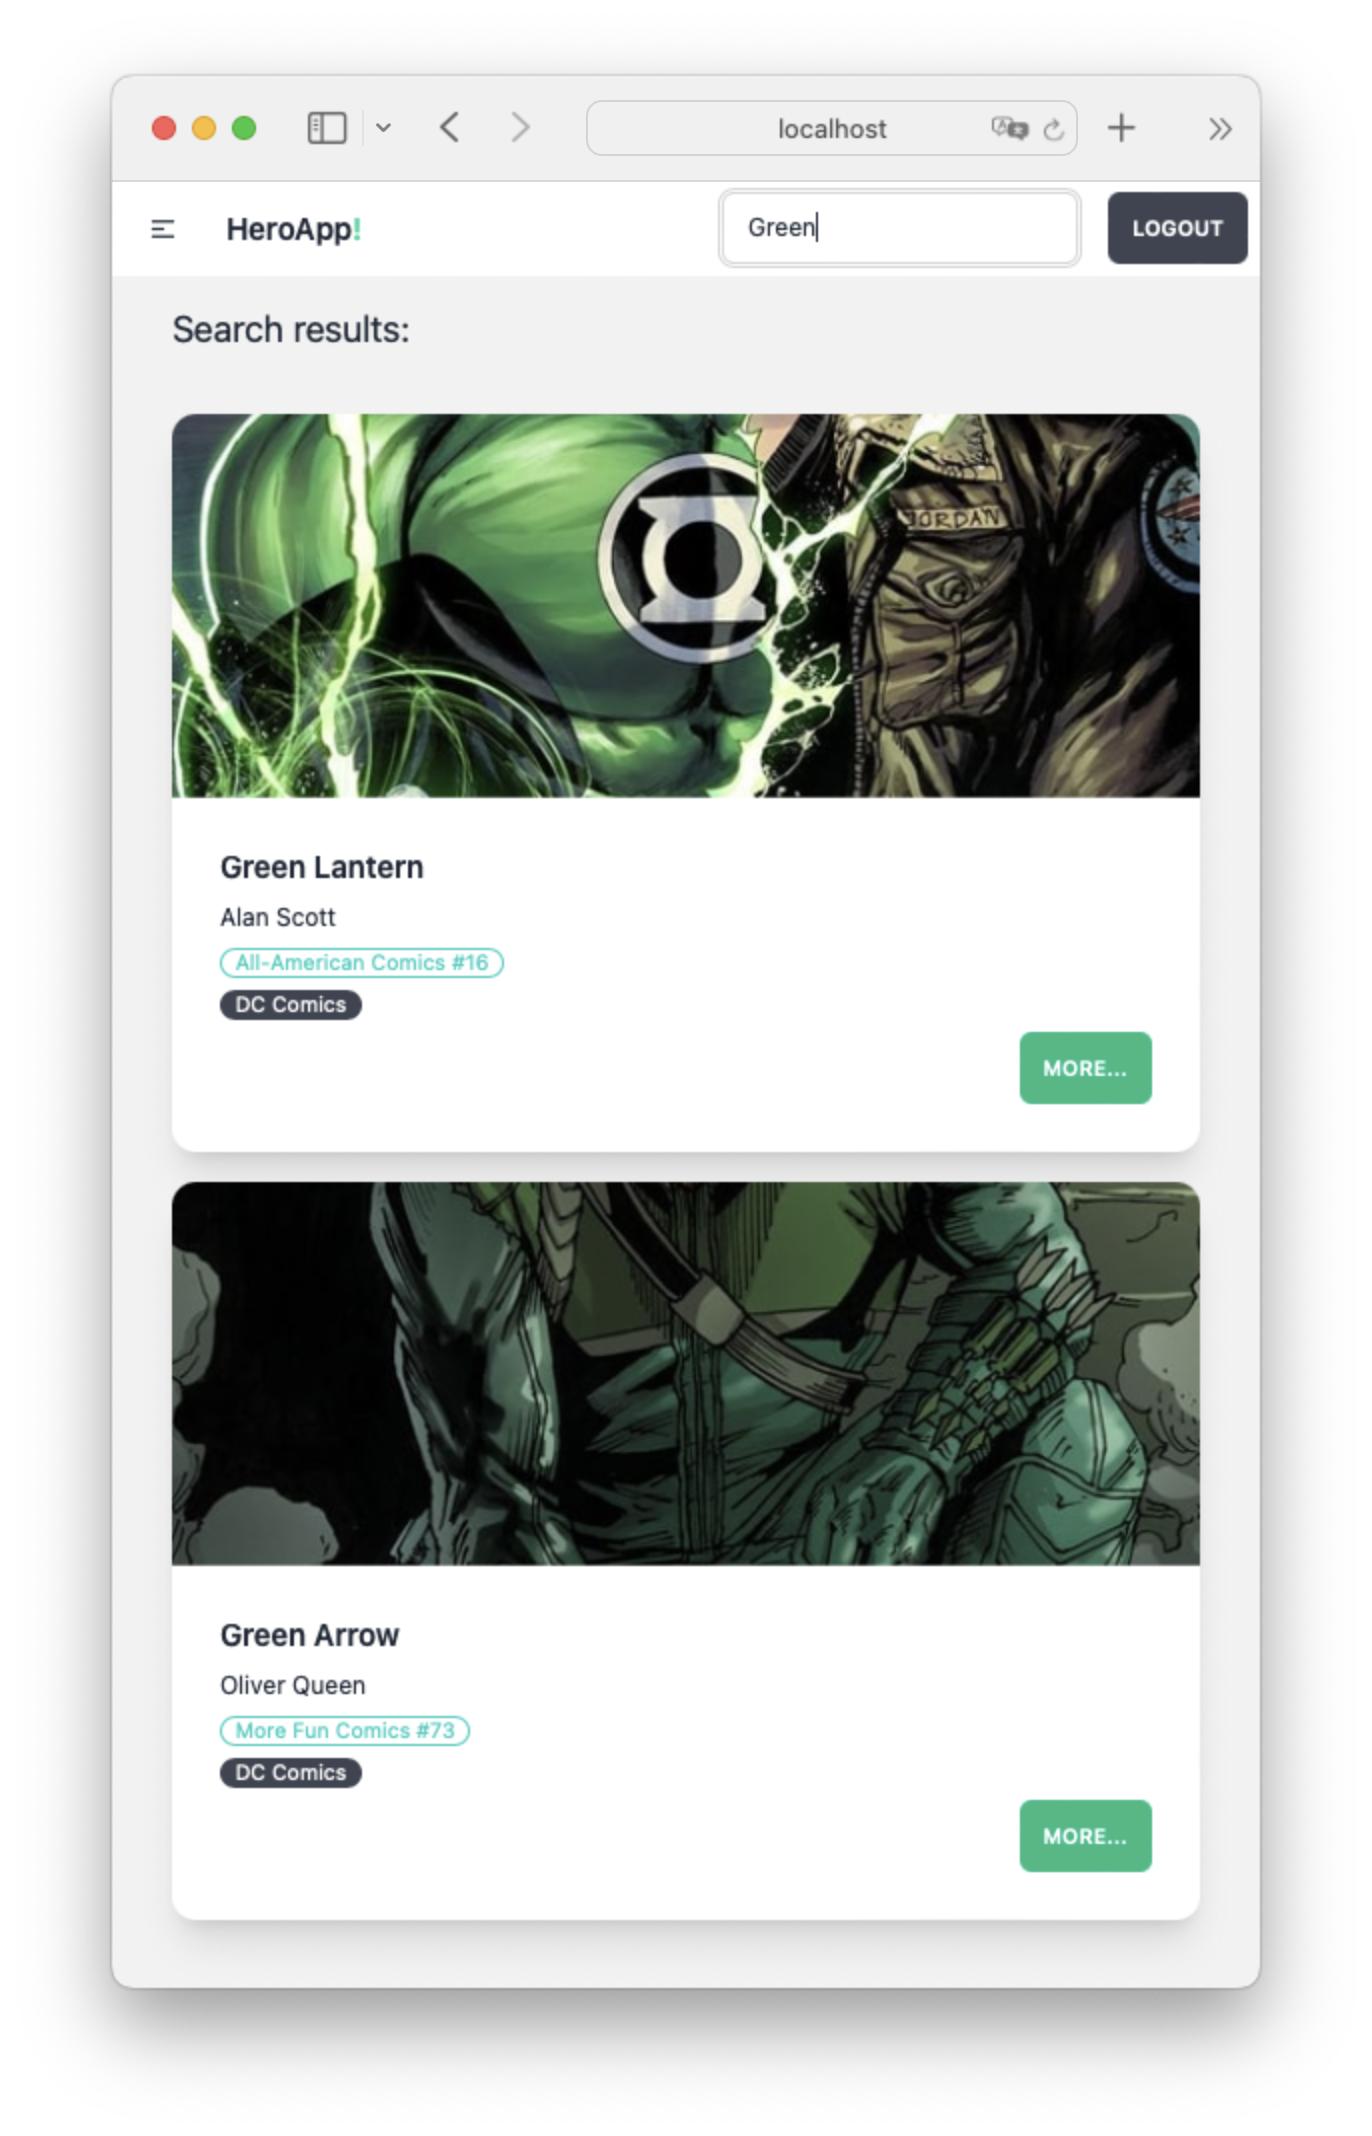 localhost
HeroApp!
Green
LOGOUT
Search results:
JORDAN
Green Lantern
Alan Scott
All-American Comics #16
DC Comics
MORE...
Green Arrow
Oliver Queen
More Fun Comics #73
DC Comics
MORE...